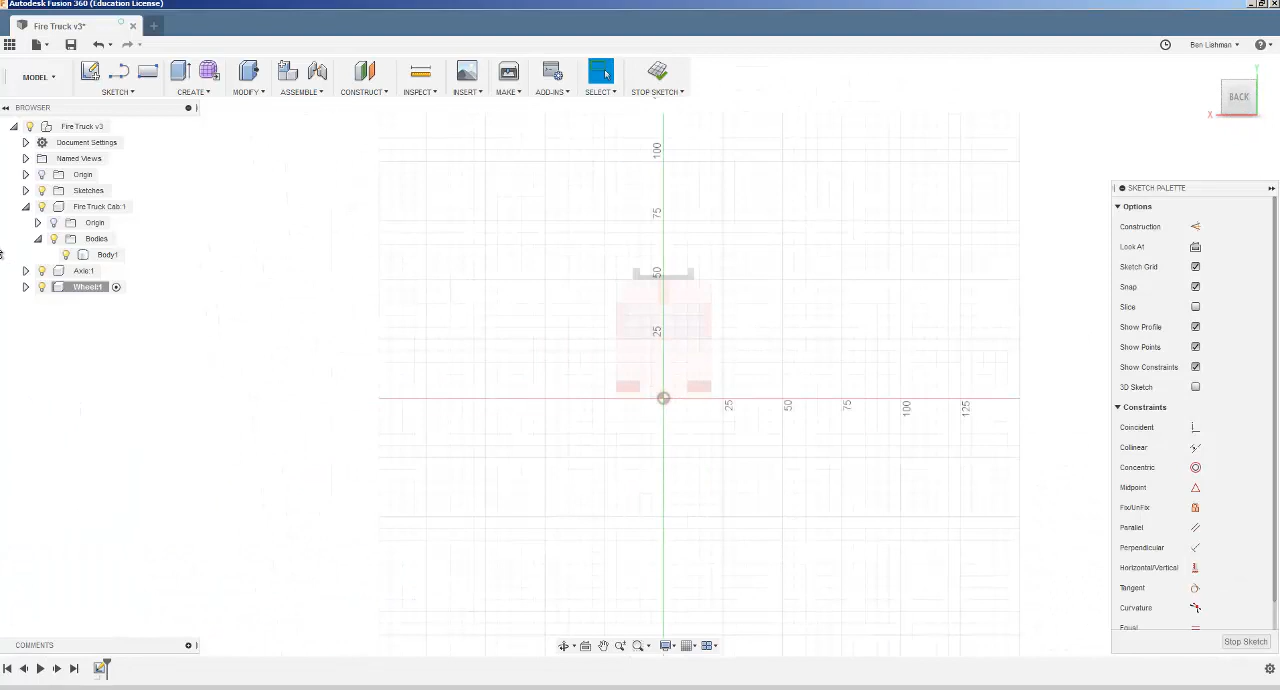 Autodesk Fusion 360 (Education License)
Fire Truck v3*
Ben Lishman
MODEL
SKETCH
CREATE
MODIFY
ASSEMBLE
CONSTRUCT
INSPECT
INSERT
MAKE
ADD-INS
SELECT
STOP SKETCH
BROWSER
Fire Truck v3
Document Settings
Named Views
Origin
Sketches
Fire Truck Cab:1
Origin
Bodies
Body1
Axle:1
Wheel:1
Y
BACK
X
100
75
50
25
25
50
75
100
125
SKETCH PALETTE
Options
Construction
Look At
Sketch Grid
Snap
Slice
Show Profile
Show Points
Show Constraints
3D Sketch
Constraints
Coincident
Collinear
Concentric
Midpoint
Fix/UnFix
Parallel
Perpendicular
Horizontal/Vertical
Tangent
Curvature
Equal
Stop Sketch
COMMENTS